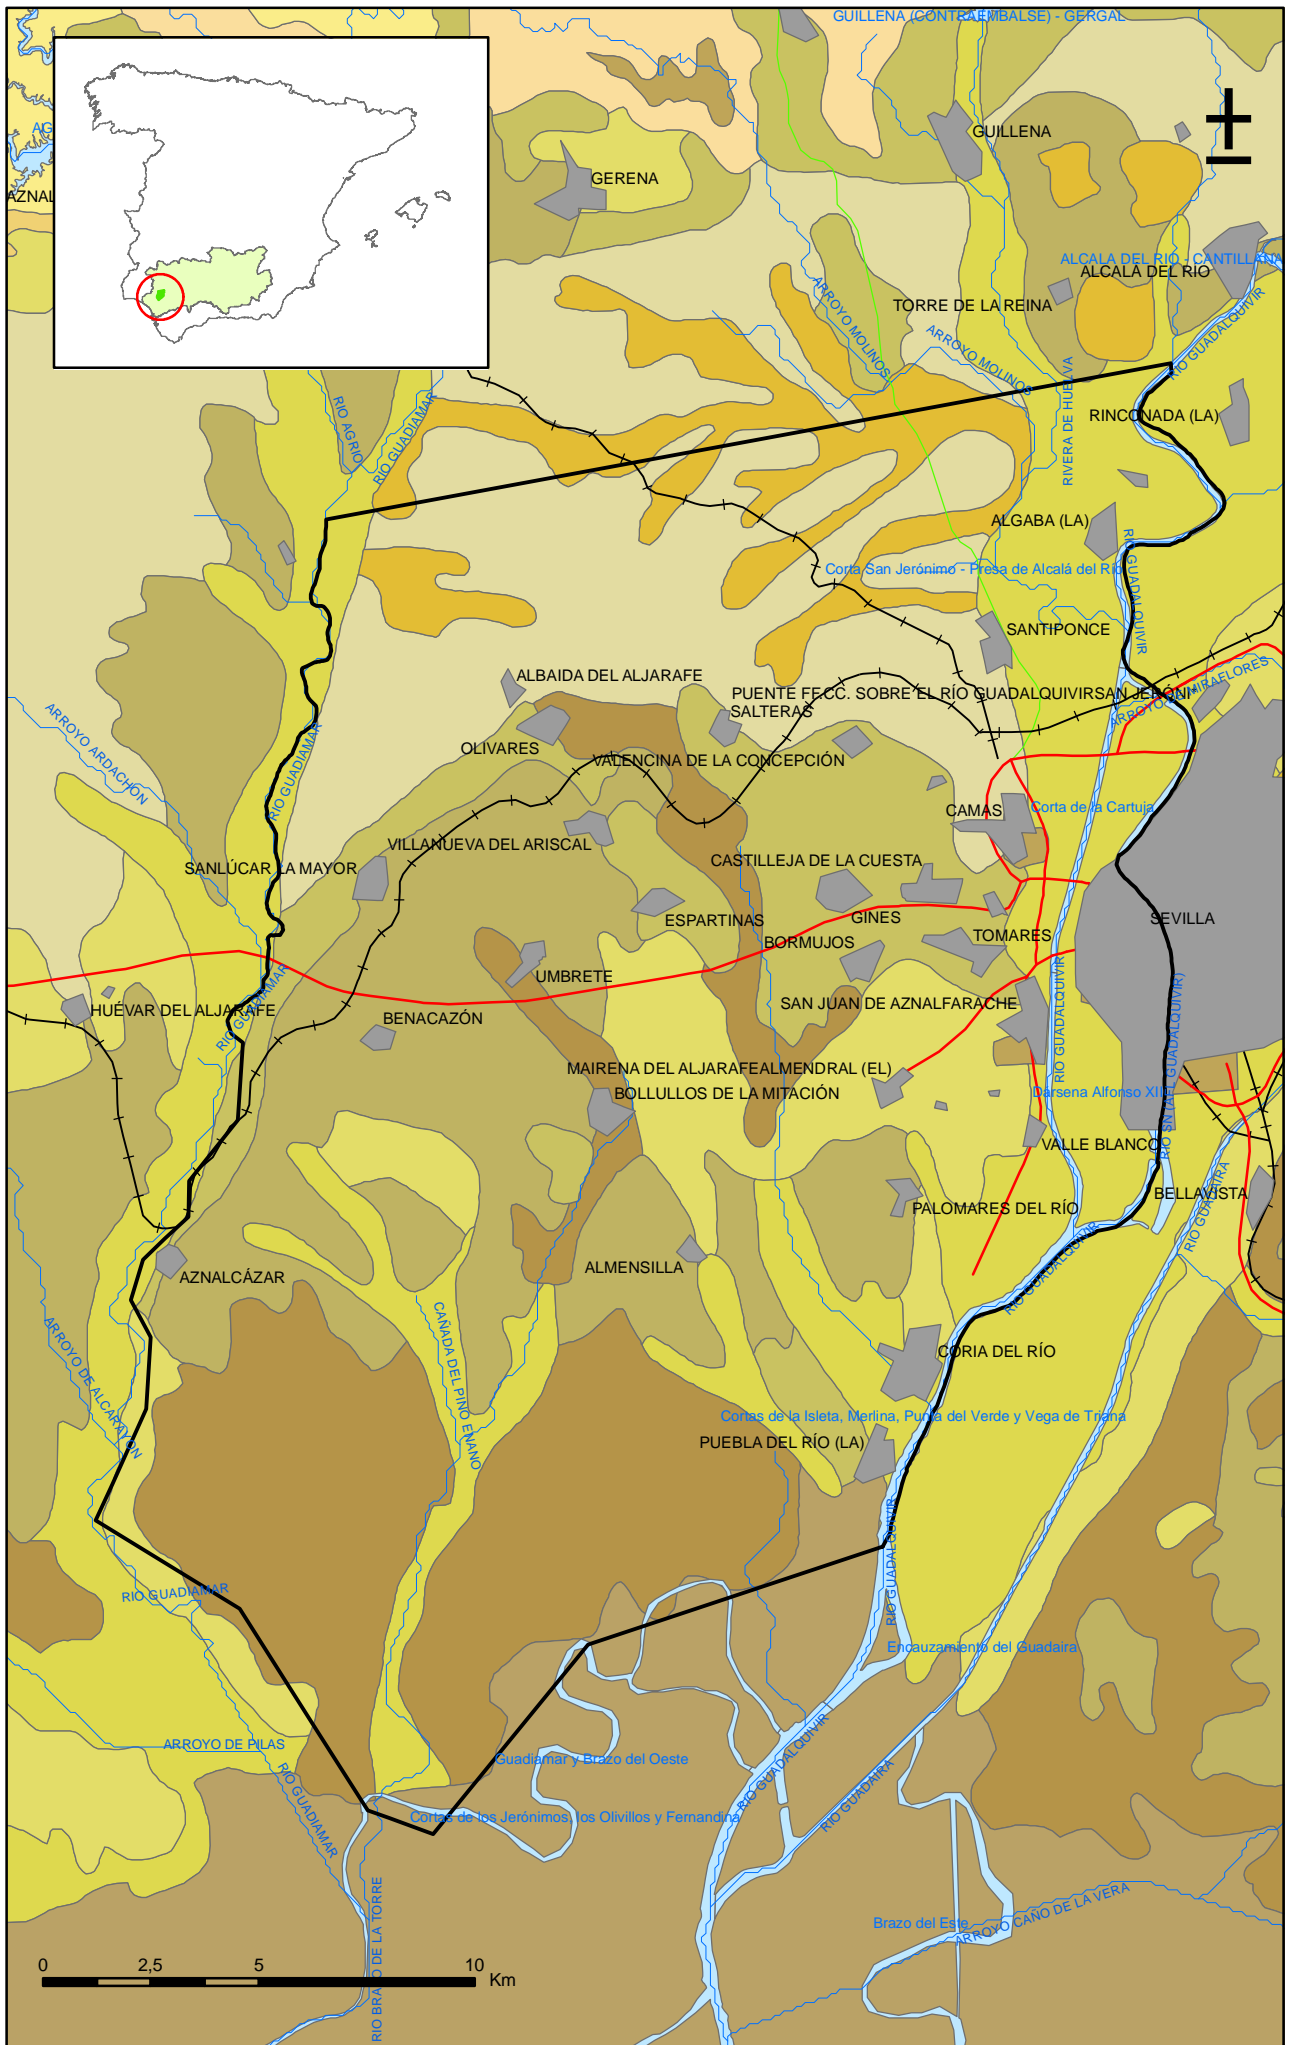 GUILLENA (CONTRAEMBALSE) - GERGAL
AG
GUILLENA
GERENA
AZNAL
ALCALA DEL RIO - CANTILLANA
ALCALÁ DEL RÍO
TORRE DE LA REINA
ARROYO MOLINOS
ARROYO MOLINOS
RÍO GUADALQUIVIR
RIVERA DE HUELVA
RIO AGRIO
RIO GUADIAMAR
RINCONADA (LA)
ALGABA (LA)
RIO GUADALQUIVIR
Corta San Jerónimo - Presa de Alcalá del Río
SANTIPONCE
ALBAIDA DEL ALJARAFE
PUENTE FF.CC. SOBRE EL RÍO GUADALQUIVIRSAN JERÓNI
ARROYO MIRAFLORES
SALTERAS
ARROYO ARDACHÓN
RIO GUADIAMAR
OLIVARES
VALENCINA DE LA CONCEPCIÓN
CAMAS
Corta de la Cartuja
VILLANUEVA DEL ARISCAL
SANLÚCAR LA MAYOR
CASTILLEJA DE LA CUESTA
ESPARTINAS
GINES
SEVILLA
BORMUJOS
TOMARES
UMBRETE
RIO GUADIAMAR
HUÉVAR DEL ALJARAFE
BENACAZÓN
SAN JUAN DE AZNALFARACHE
RIO GUADALQUIVIR
RIO SN (AFL GUADALQUIVIR)
MAIRENA DEL ALJARAFEALMENDRAL (EL)
BOLLULLOS DE LA MITACIÓN
Dársena Alfonso XIII
VALLE BLANCO
BELLAVISTA
PALOMARES DEL RÍO
RIO GUADAIRA
RIO GUADALQUIVIR
ALMENSILLA
AZNALCÁZAR
ARROYO DE ALCARAYÓN
CAÑADA DEL PINO ENANO
CORIA DEL RÍO
Cortas de la Isleta, Merlina, Punta del Verde y Vega de Triana
PUEBLA DEL RÍO (LA)
RIO GUADALQUIVIR
RIO GUADIAMAR
Encauzamiento del Guadaira
ARROYO DE PILAS
RIO GUADIAMAR
Guadiamar y Brazo del Oeste
RIO GUADALQUIVIR
RIO GUADAIRA
Cortas de los Jerónimos, los Olivillos y Fernandina
RIO BRAZO DE LA TORRE
Brazo del Este
ARROYO CAÑO DE LA VERA
0 2,5 5 10
Km